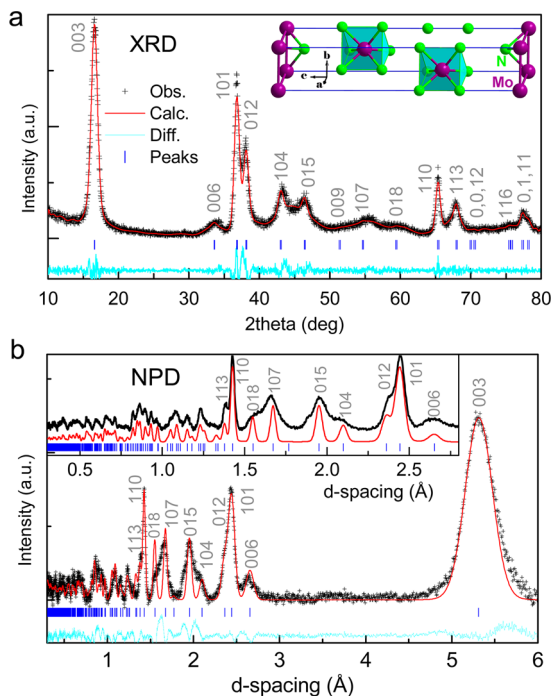 a
XRD
003
Obs.
Calc.
Diff.
Peaks
101
012
006
104
015
009
107
018
110
113
0,0,12
116
0,1,11
b
c
a
N
Mo
Intensity (a.u.)
10 20 30 40 50 60 70 80
2theta (deg)
b
NPD
113
110
018
107
015
104
012
101
006
0.5 1.0 1.5 2.0 2.5
d-spacing (Å)
003
110
113
018
107
015
104
012
101
006
Intensity (a.u.)
1 2 3 4 5 6
d-spacing (Å)